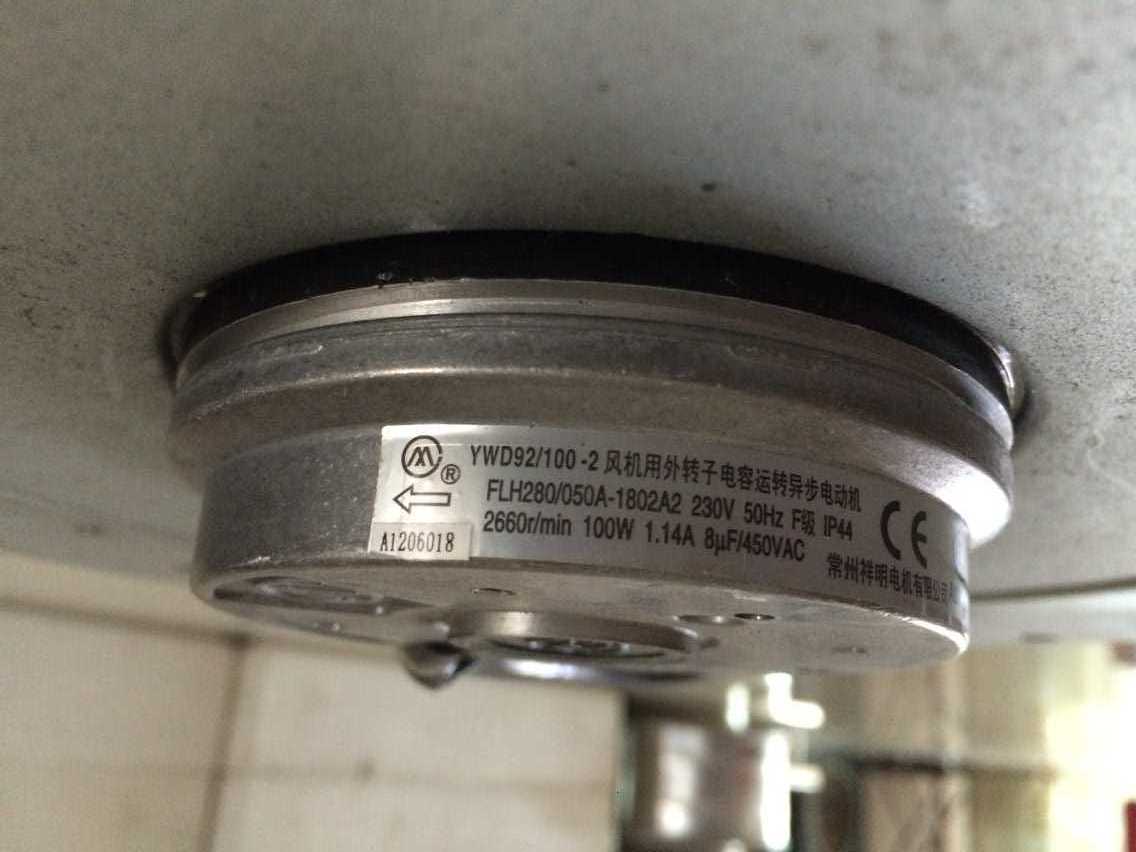 YWD92/100-2 风机用外转子电容运转异步电动机
FLH280/050A-1802A2 230V 50Hz F级 IP44
2660r/min 100W 1.14A 8μF/450VAC
CE
常州祥明电机有限公司
A1206018
®